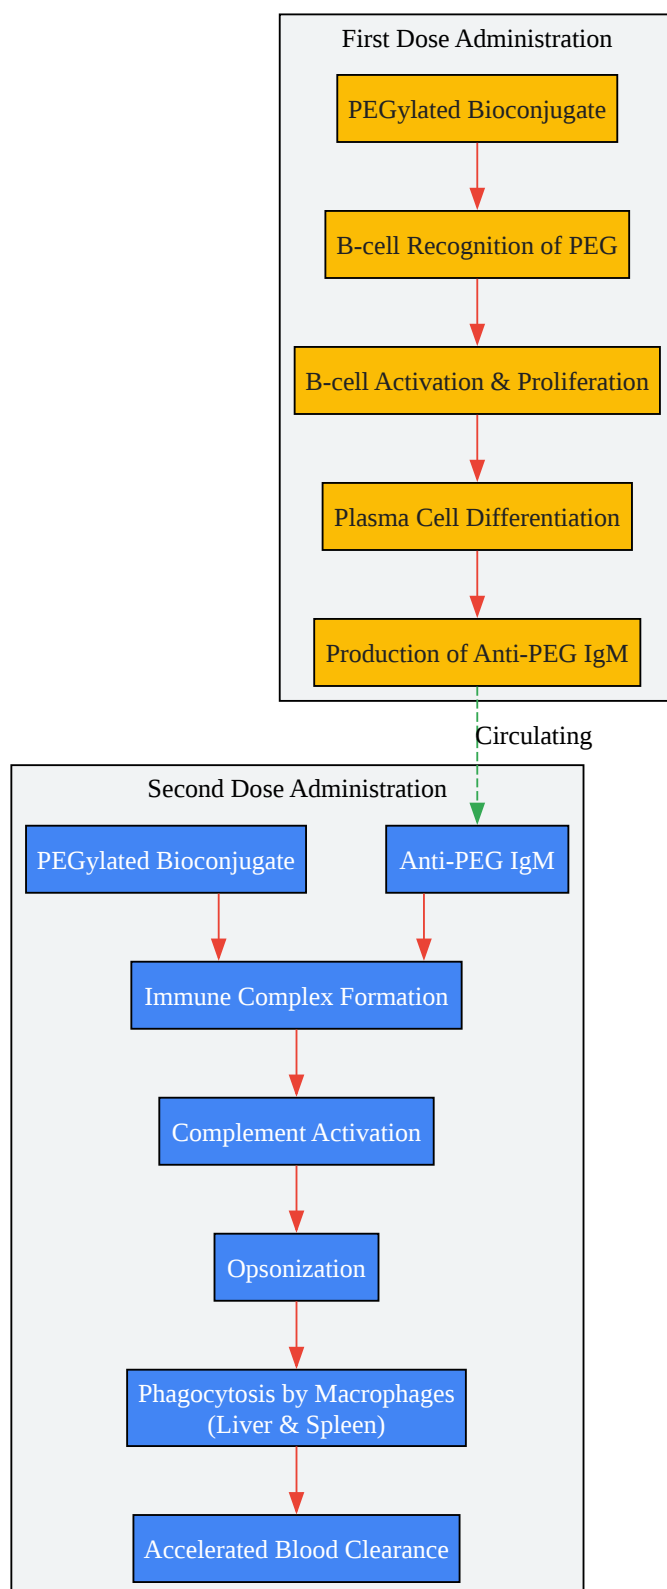 First Dose Administration
PEGylated Bioconjugate
B-cell Recognition of PEG
B-cell Activation & Proliferation
Plasma Cell Differentiation
Production of Anti-PEG IgM
Circulating
Second Dose Administration
PEGylated Bioconjugate
Anti-PEG IgM
Immune Complex Formation
Complement Activation
Opsonization
Phagocytosis by Macrophages
(Liver & Spleen)
Accelerated Blood Clearance